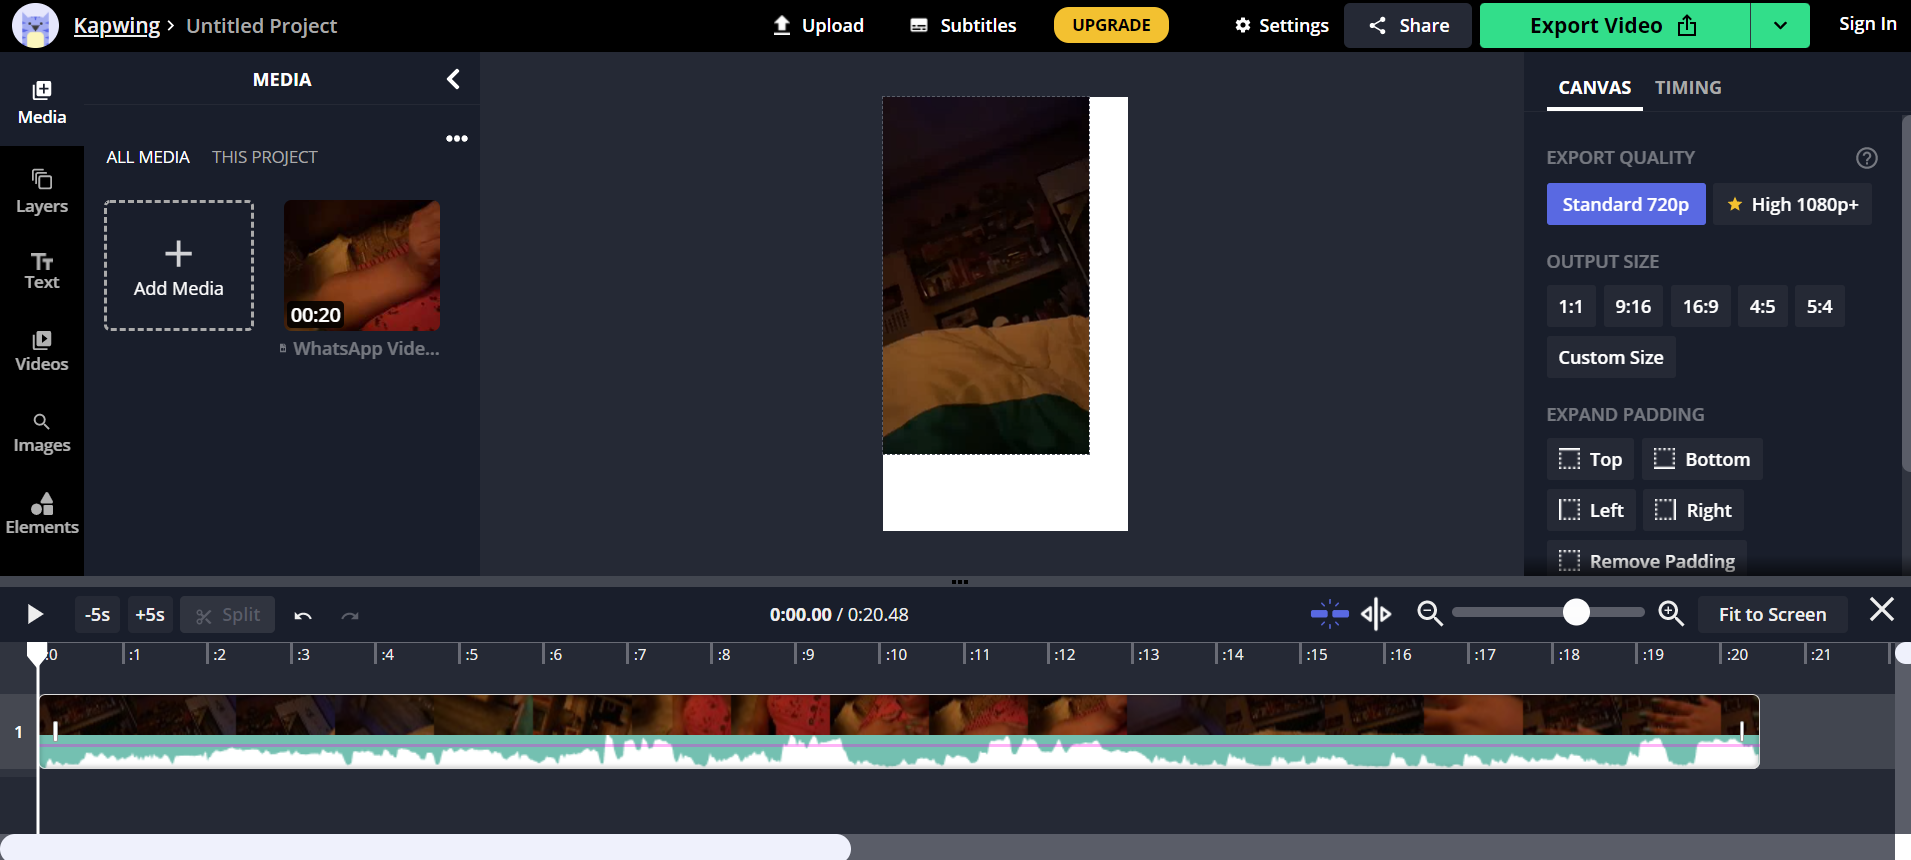 Kapwing › Untitled Project
Upload
Subtitles
UPGRADE
Settings
Share
Export Video
Sign In
Media
Layers
Text
Videos
Images
Elements
MEDIA
ALL MEDIA
THIS PROJECT
Add Media
00:20
WhatsApp Vide...
CANVAS
TIMING
EXPORT QUALITY
Standard 720p
High 1080p+
OUTPUT SIZE
1:1
9:16
16:9
4:5
5:4
Custom Size
EXPAND PADDING
Top
Bottom
Left
Right
Remove Padding
-5s
+5s
Split
0:00.00 / 0:20.48
Fit to Screen
:0 :1 :2 :3 :4 :5 :6 :7 :8 :9 :10 :11 :12 :13 :14 :15 :16 :17 :18 :19 :20 :21
1